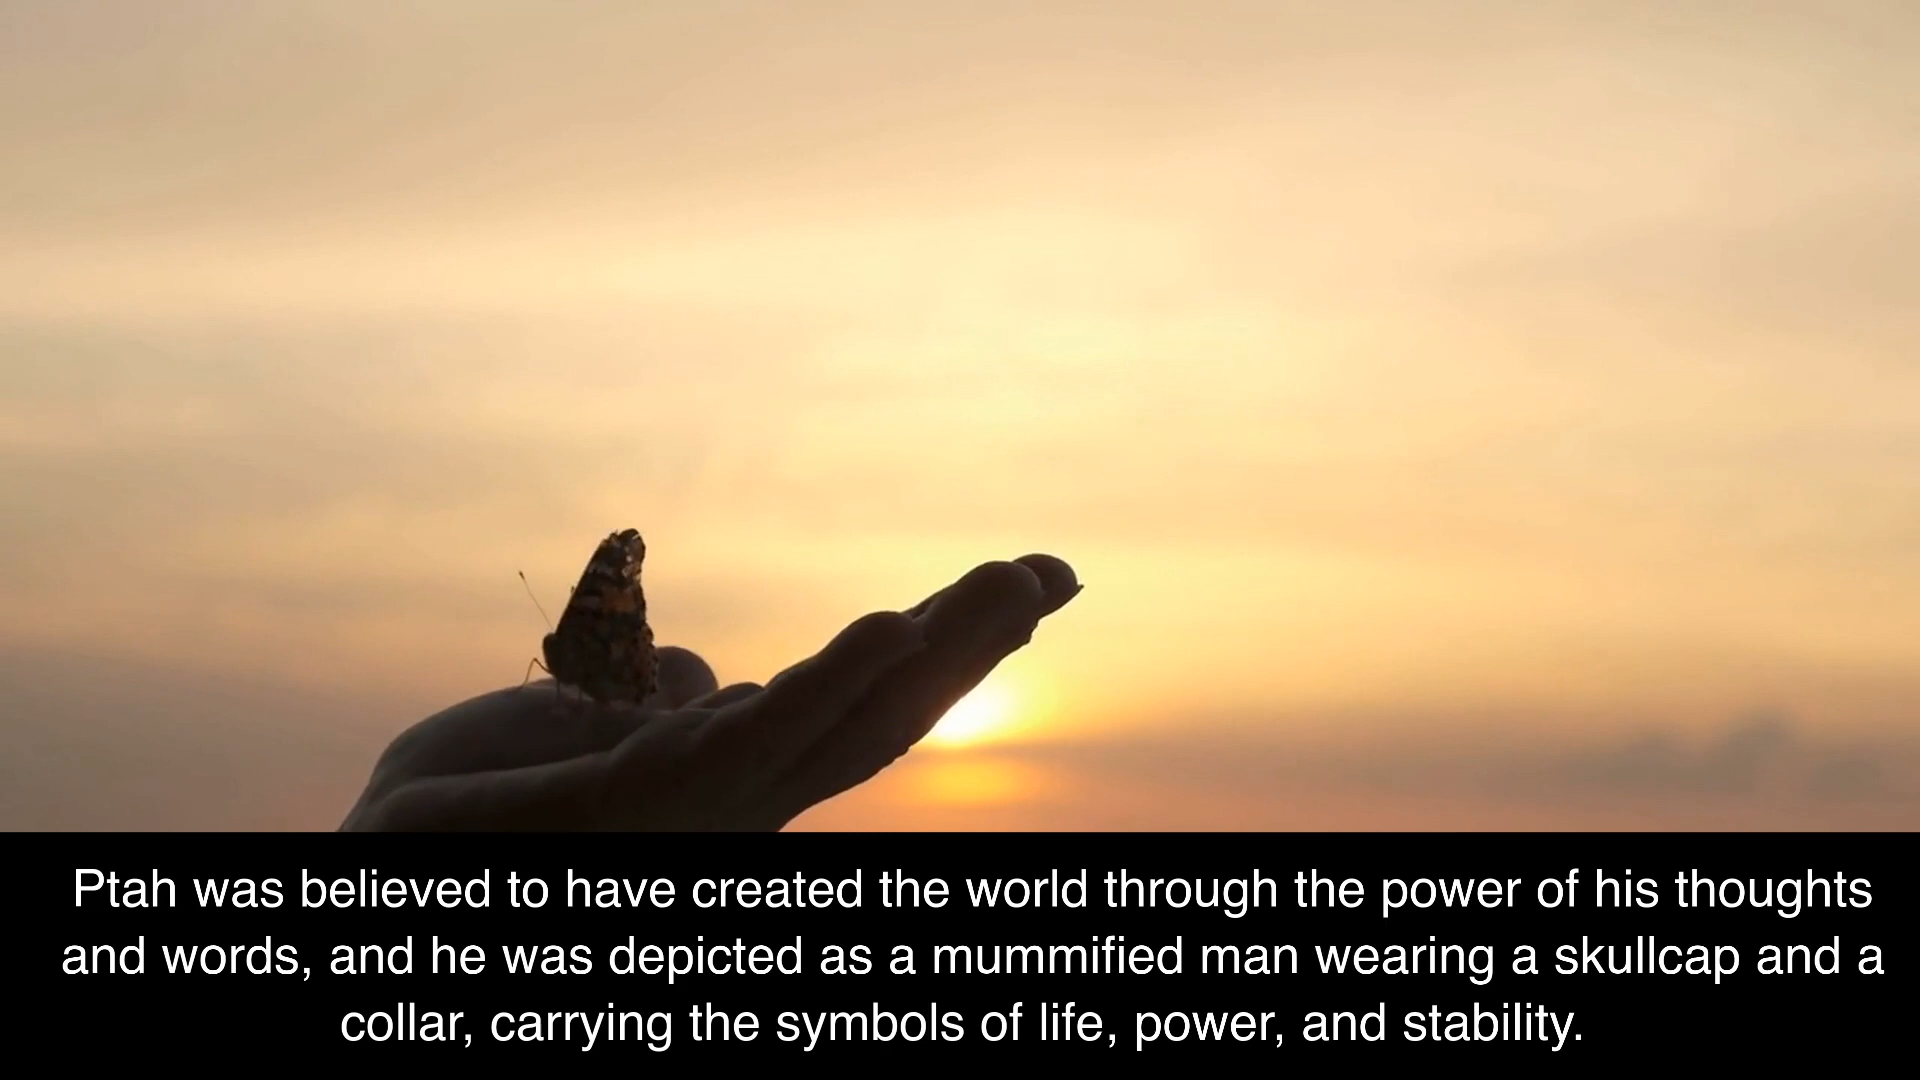 Ptah was believed to have created the world through the power of his thoughts
and words, and he was depicted as a mummified man wearing a skullcap and a
collar, carrying the symbols of life, power, and stability.